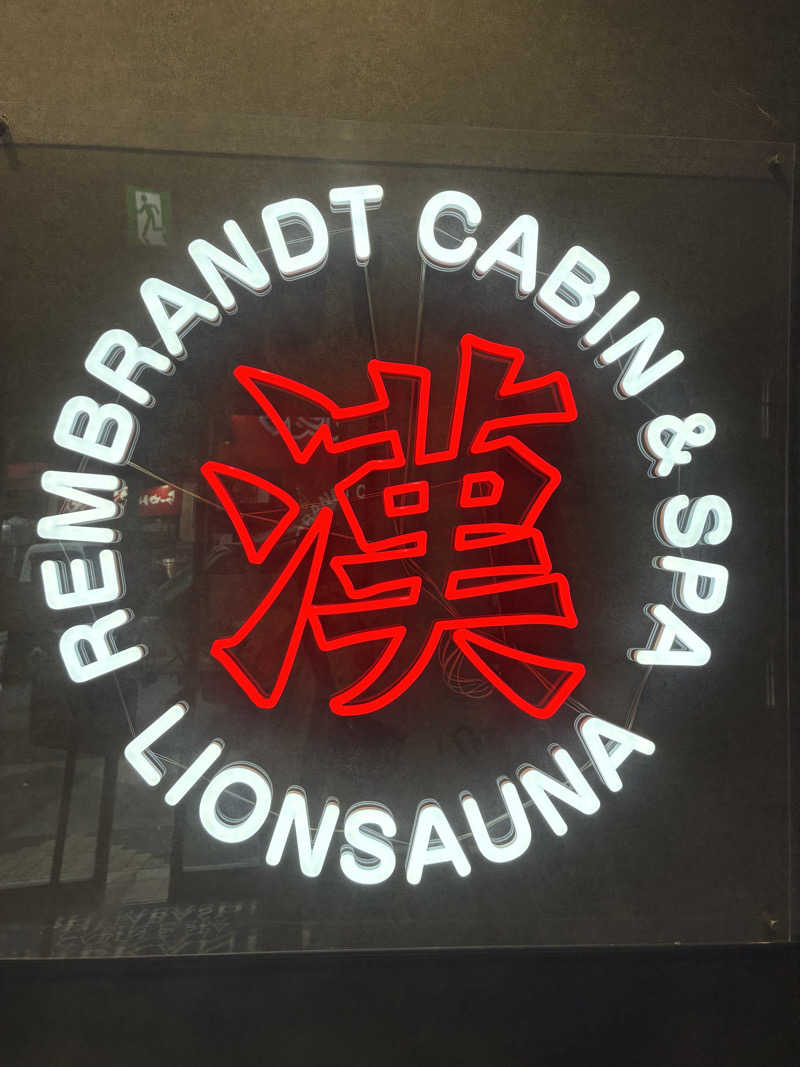 REMBRANDT CABIN & SPA
漢
LIONSAUNA